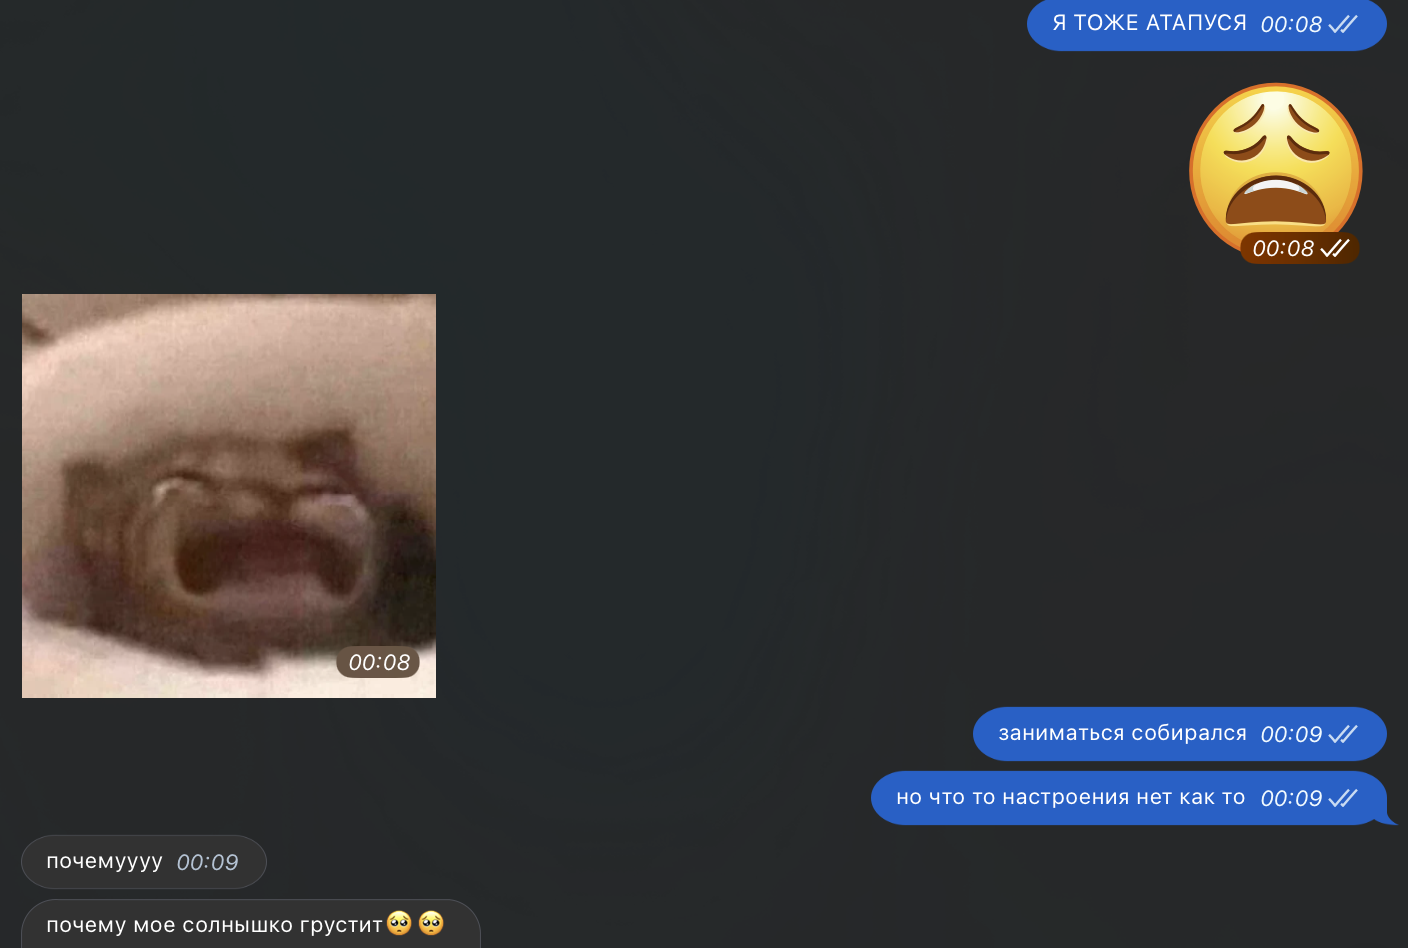 Я ТОЖЕ АТАПУСЯ 00:08
00:08
00:08
заниматься собирался 00:09
но что то настроения нет как то 00:09
почемуууу 00:09
почему мое солнышко грустит🥺🥺